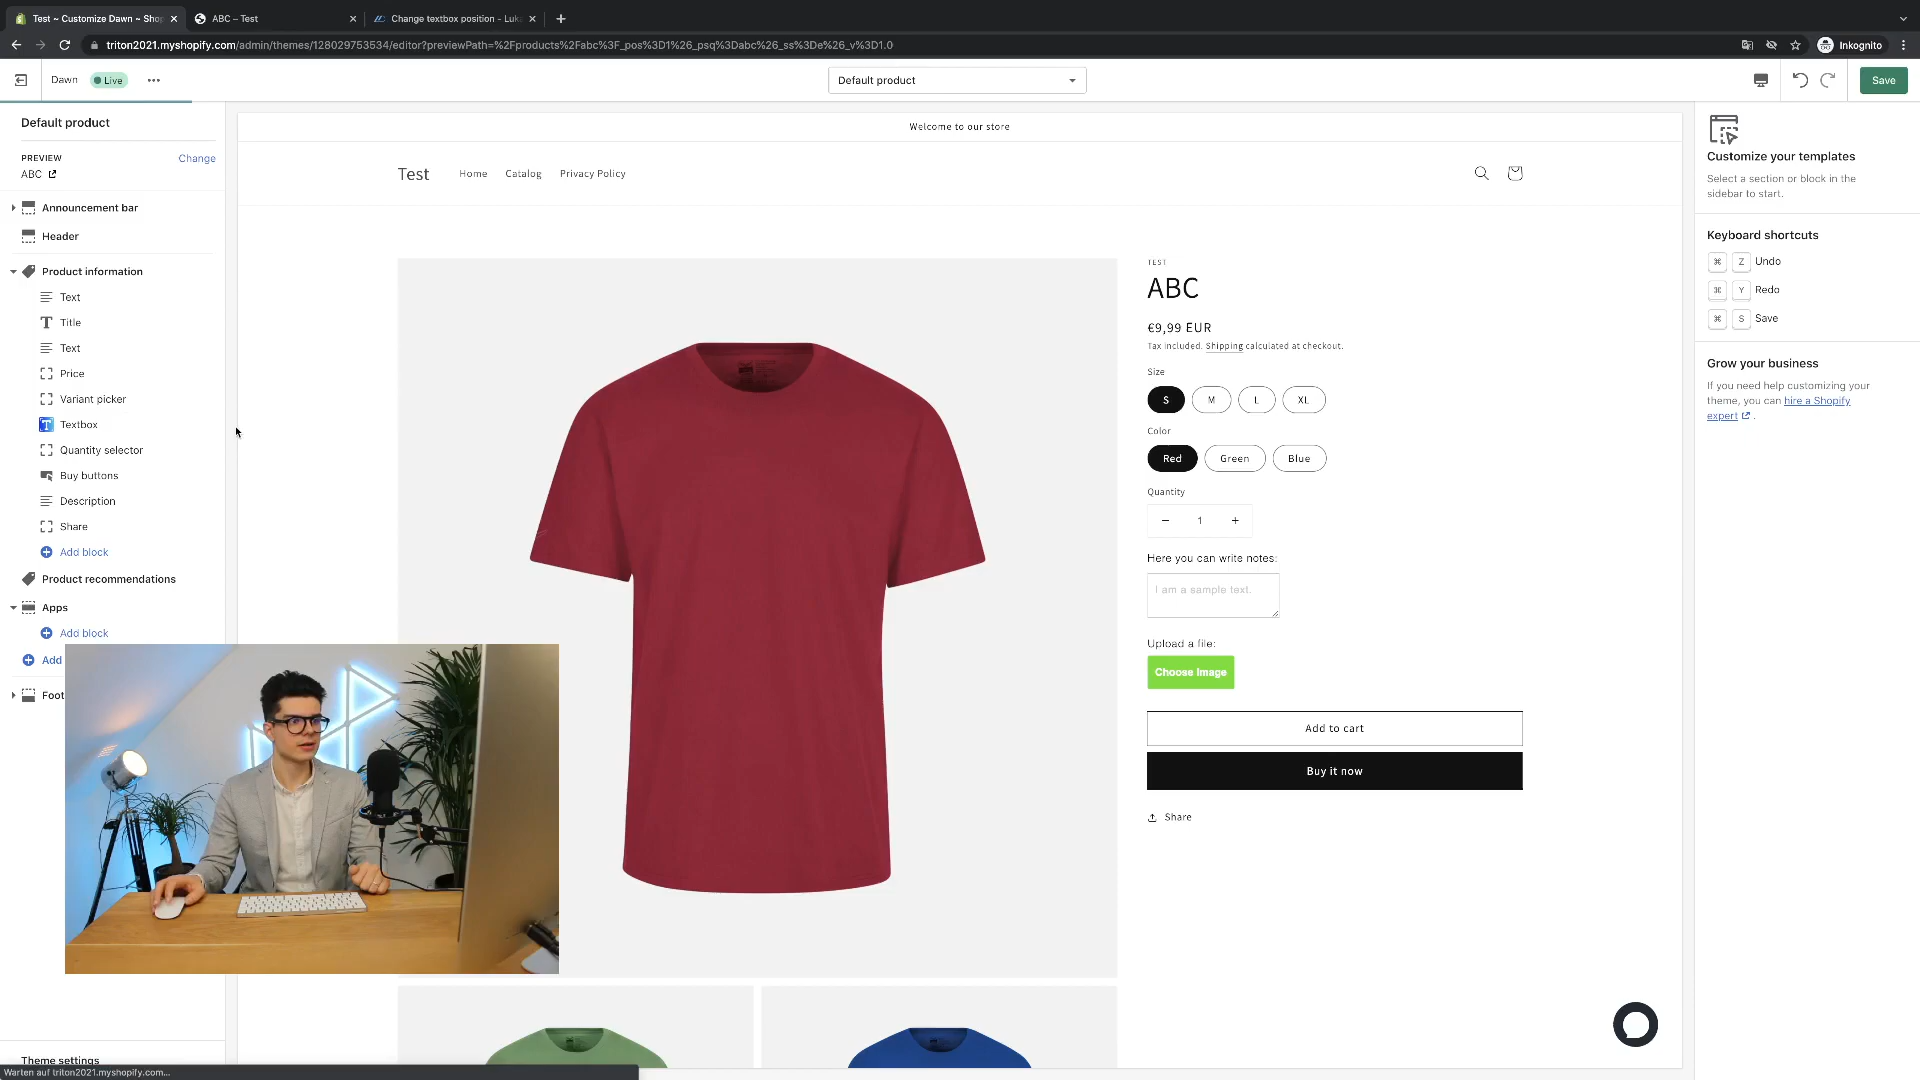 Test ~ Customize Dawn ~ Shop
ABC – Test
Change textbox position - Luka
triton2021.myshopify.com/admin/themes/128029753534/editor?previewPath=%2Fproducts%2Fabc%3F_pos%3D1%26_psq%3Dabc%26_ss%3De%26_v%3D1.0
Inkognito
Dawn
Live
Default product
Save
Default product
PREVIEW
Change
ABC
Announcement bar
Header
Product information
Text
Title
Text
Price
Variant picker
Textbox
Quantity selector
Buy buttons
Description
Share
Add block
Product recommendations
Apps
Add block
Add
Foot
Theme settings
Warten auf triton2021.myshopify.com...
Welcome to our store
Test
Home
Catalog
Privacy Policy
TEST
ABC
€9,99 EUR
Tax included. Shipping calculated at checkout.
Size
S
M
L
XL
Color
Red
Green
Blue
Quantity
1
Here you can write notes:
I am a sample text.
Upload a file:
Choose Image
Add to cart
Buy it now
Share
Customize your templates
Select a section or block in the
sidebar to start.
Keyboard shortcuts
⌘ Z Undo
⌘ Y Redo
⌘ S Save
Grow your business
If you need help customizing your
theme, you can hire a Shopify
expert .